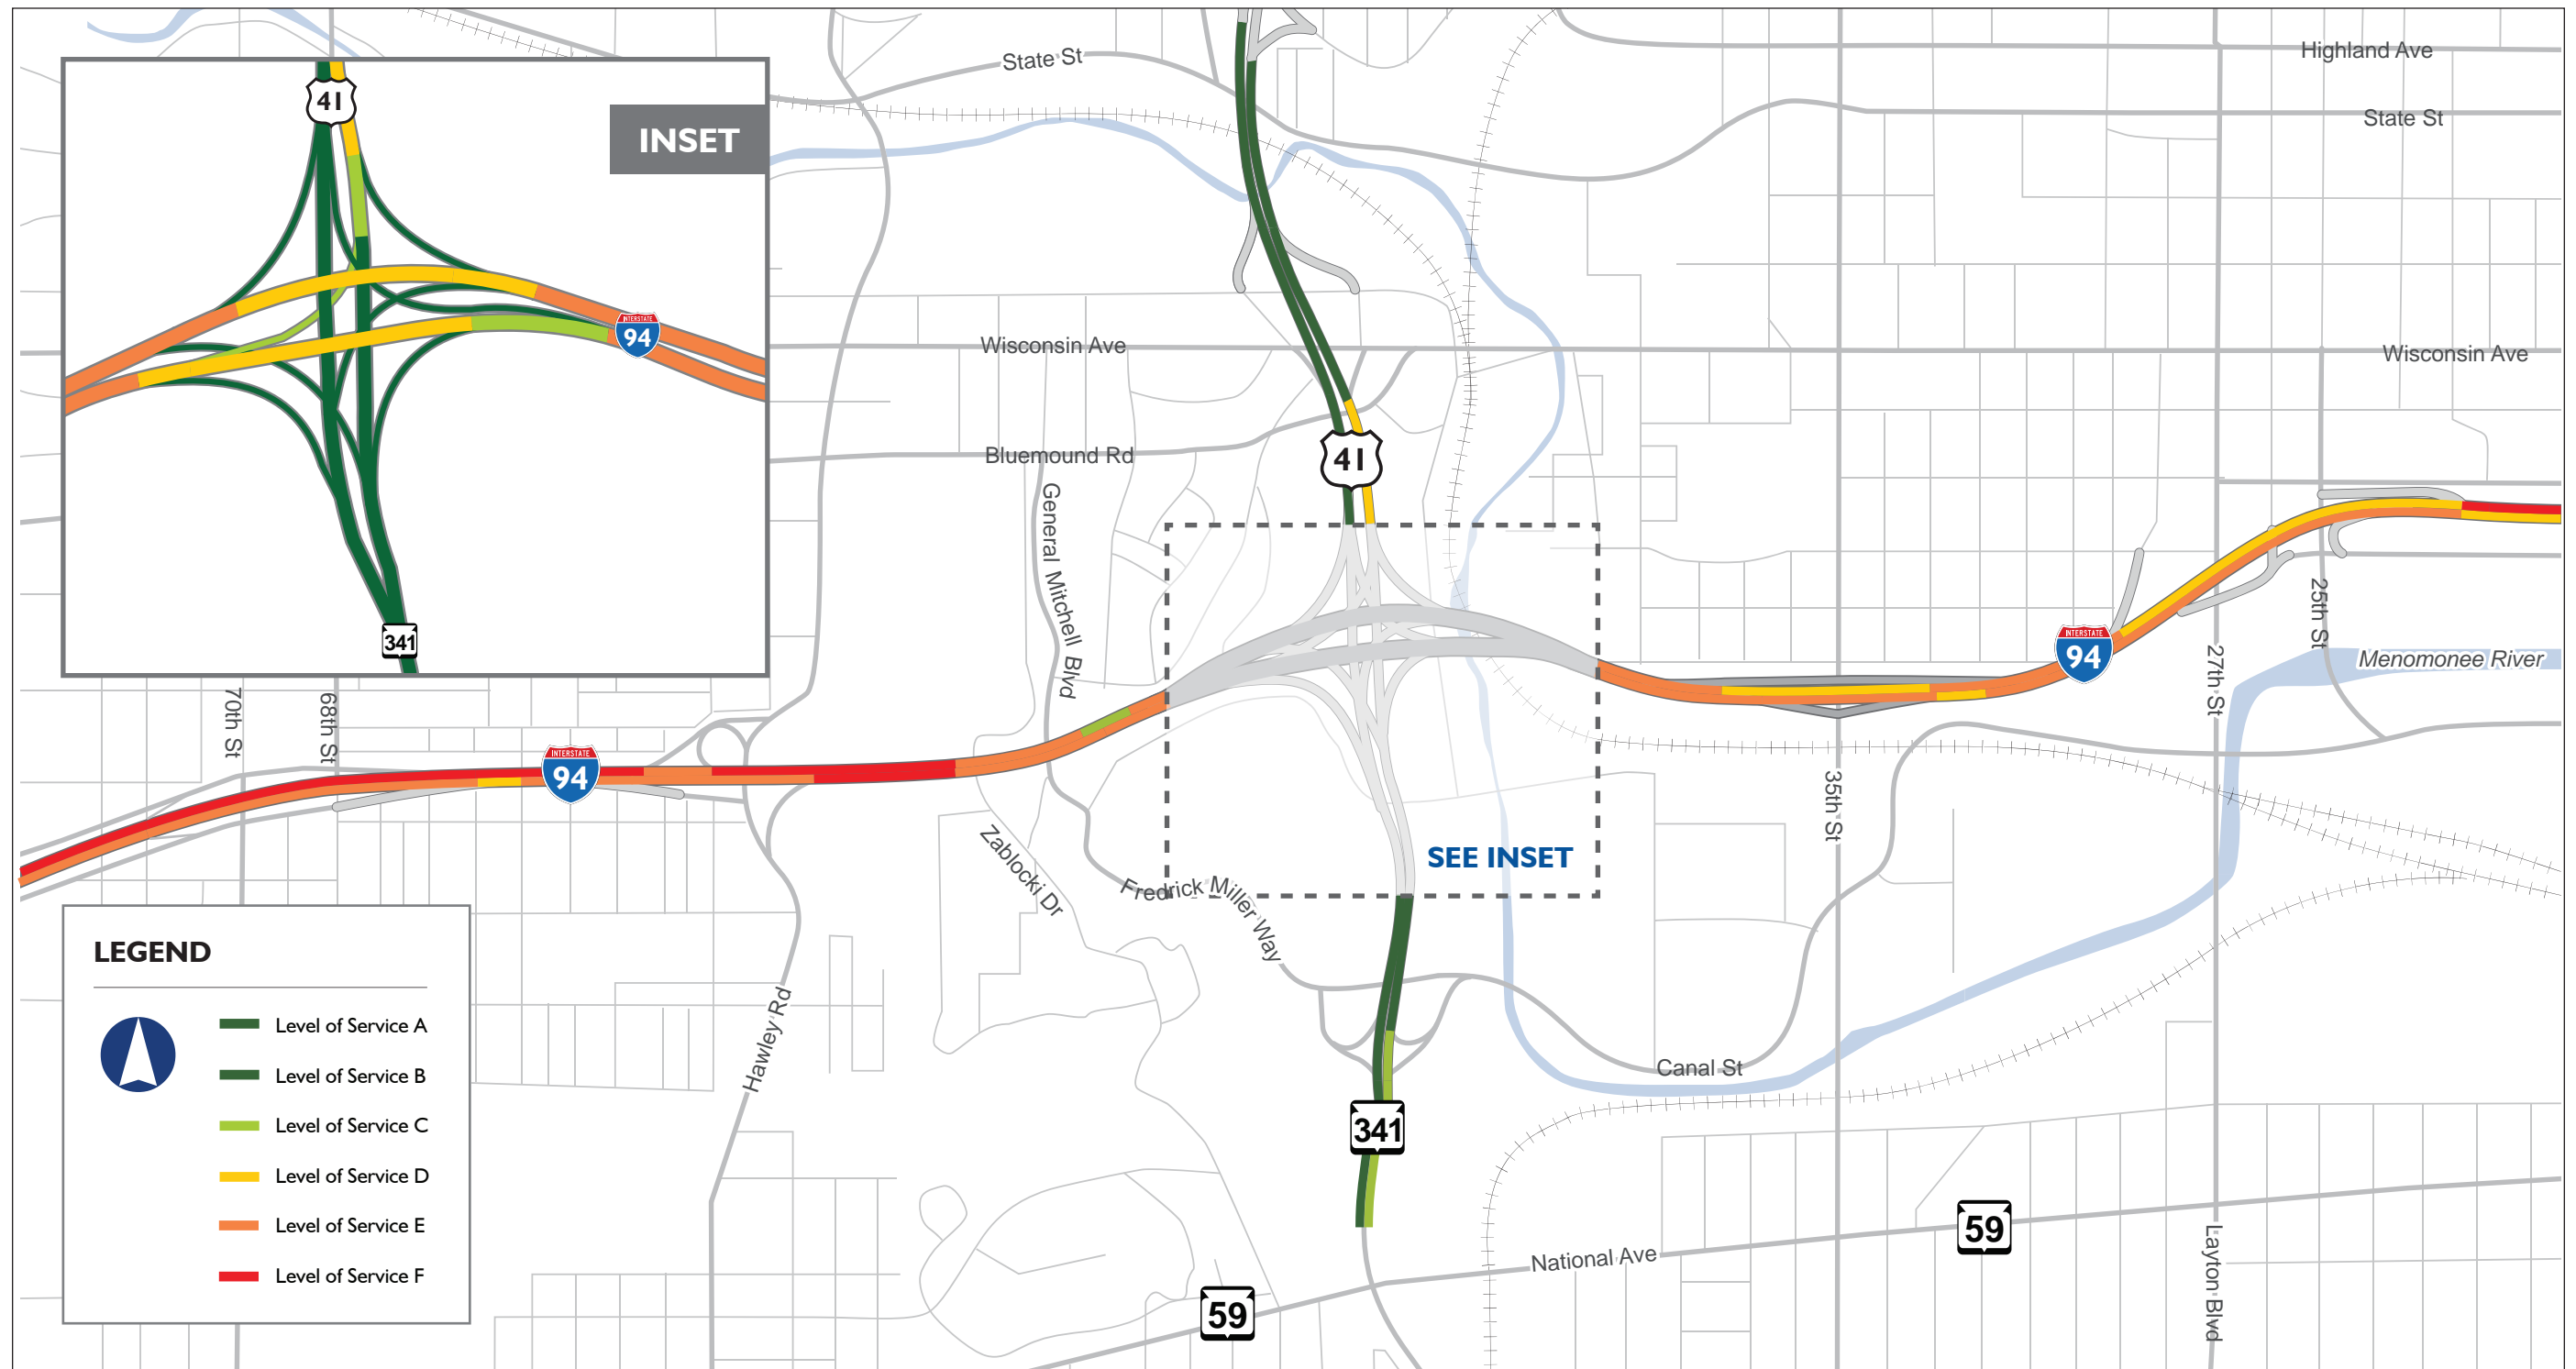 41
INSET
INTERSTATE
94
341
State St
Highland Ave
State St
Wisconsin Ave
Wisconsin Ave
Bluemound Rd
41
General Mitchell Blvd
25th St
INTERSTATE
94
Menomonee River
27th St
70th St
68th St
INTERSTATE
94
35th St
SEE INSET
Zablocki Dr
Fredrick Miller Way
Hawley Rd
Canal St
341
59
National Ave
Layton Blvd
59
LEGEND
Level of Service A
Level of Service B
Level of Service C
Level of Service D
Level of Service E
Level of Service F